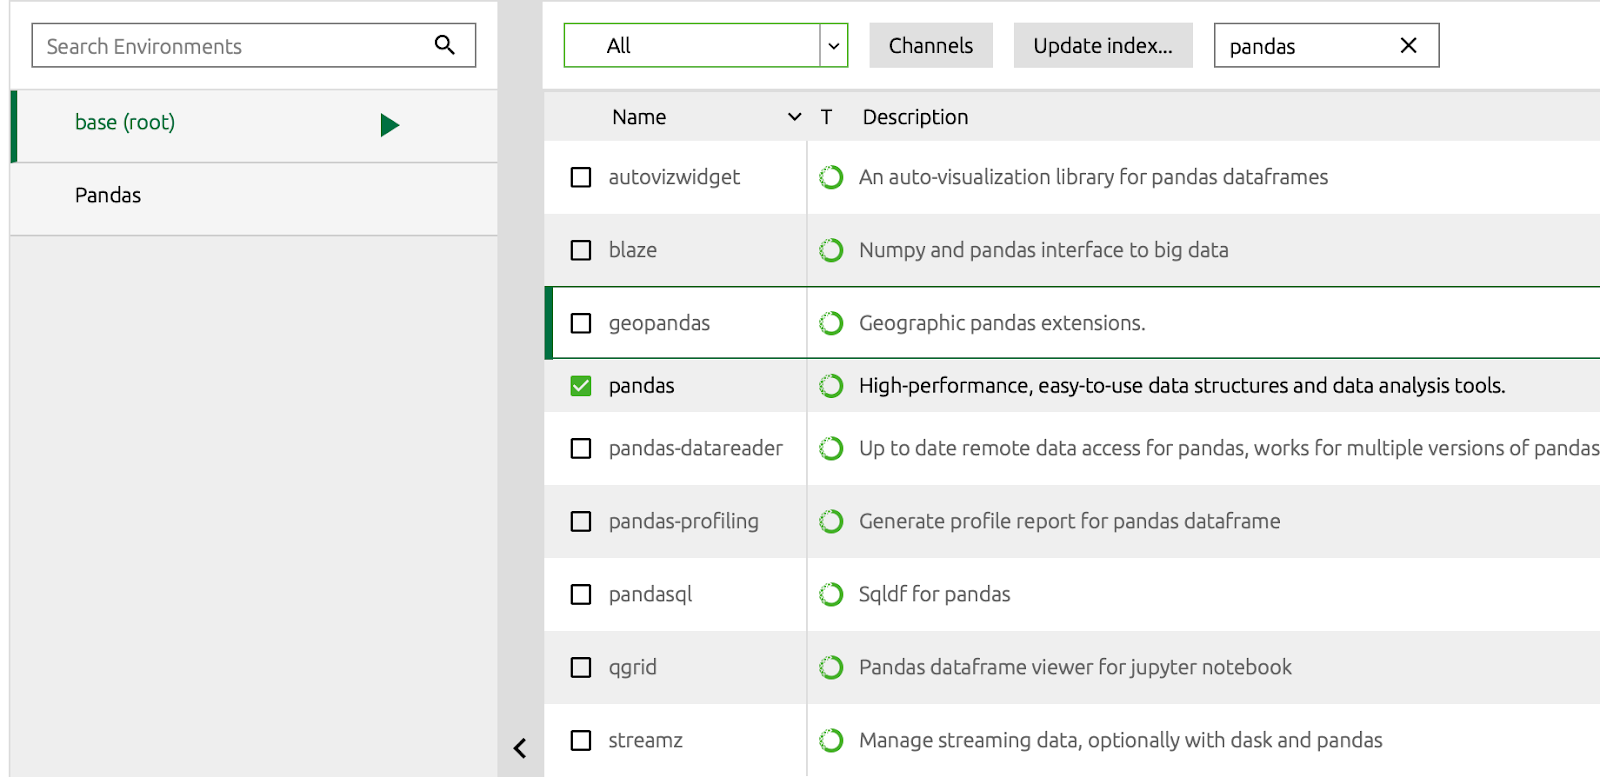 Search Environments
base (root)
Pandas
All
Channels
Update index...
pandas
Name
T
Description
autovizwidget
An auto-visualization library for pandas dataframes
blaze
Numpy and pandas interface to big data
geopandas
Geographic pandas extensions.
pandas
High-performance, easy-to-use data structures and data analysis tools.
pandas-datareader
Up to date remote data access for pandas, works for multiple versions of pandas
pandas-profiling
Generate profile report for pandas dataframe
pandasql
Sqldf for pandas
qgrid
Pandas dataframe viewer for jupyter notebook
streamz
Manage streaming data, optionally with dask and pandas